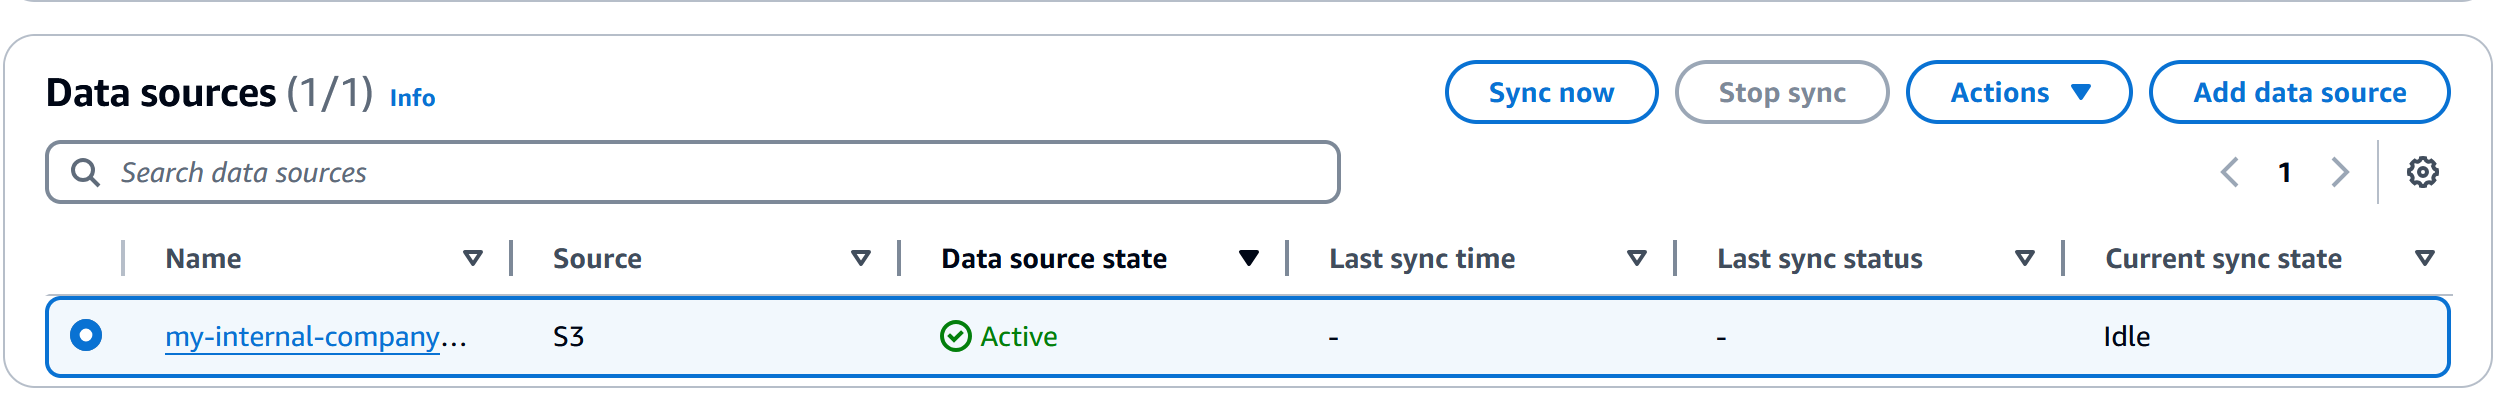 Data sources (1/1) Info
Sync now
Stop sync
Actions
Add data source
Search data sources
1
Name
Source
Data source state
Last sync time
Last sync status
Current sync state
my-internal-company...
S3
Active
-
-
Idle